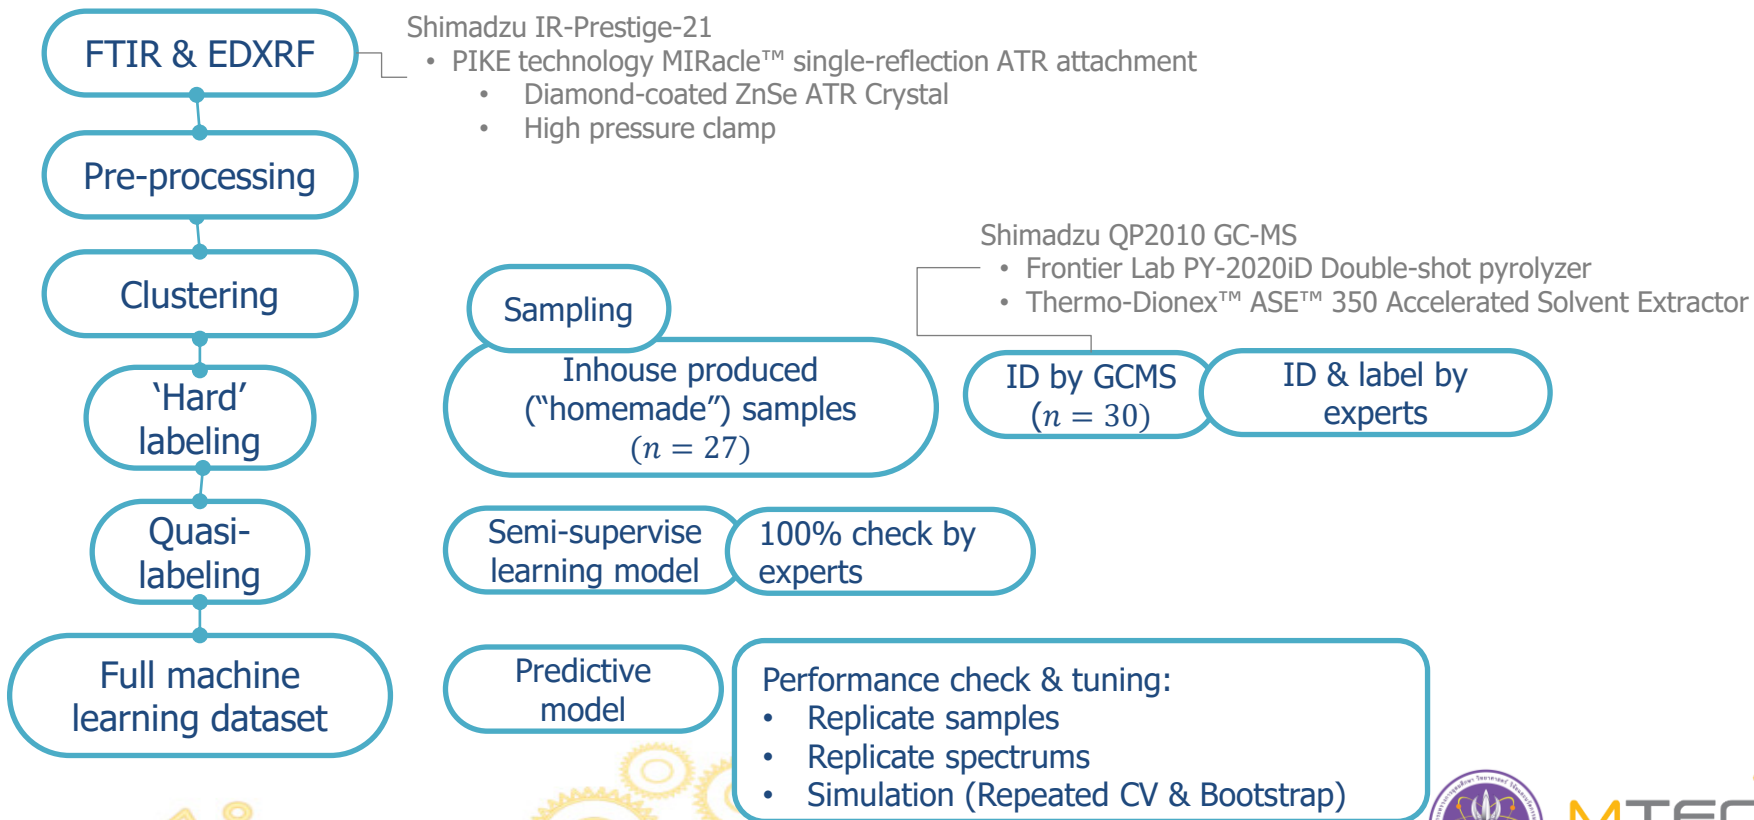 FTIR & EDXRF
Shimadzu IR-Prestige-21
• PIKE technology MIRacle™ single-reflection ATR attachment
• Diamond-coated ZnSe ATR Crystal
• High pressure clamp
Pre-processing
Clustering
Shimadzu QP2010 GC-MS
• Frontier Lab PY-2020iD Double-shot pyrolyzer
• Thermo-Dionex™ ASE™ 350 Accelerated Solvent Extractor
Sampling
'Hard'
labeling
Inhouse produced
("homemade") samples
(n = 27)
ID by GCMS
(n = 30)
ID & label by
experts
Quasi-
labeling
Semi-supervise
learning model
100% check by
experts
Full machine
learning dataset
Predictive
model
Performance check & tuning:
• Replicate samples
• Replicate spectrums
• Simulation (Repeated CV & Bootstrap)